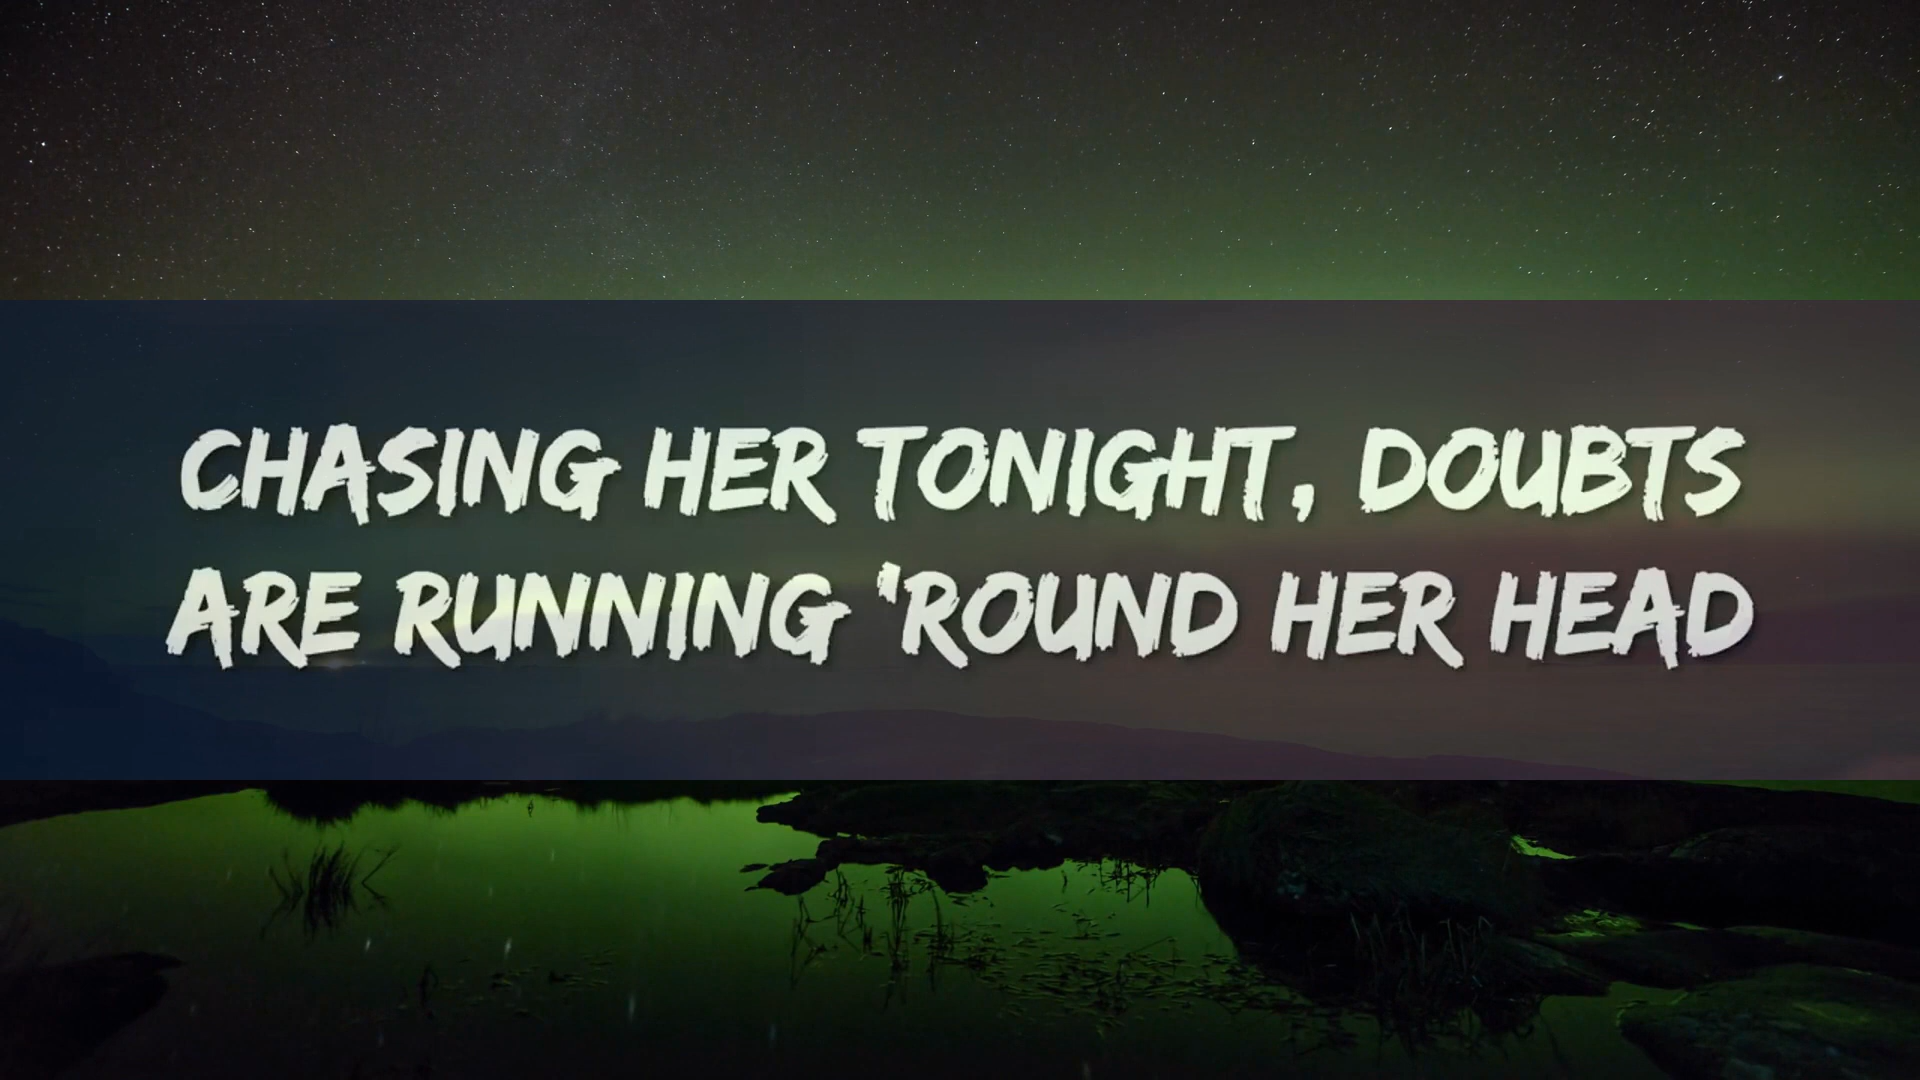 CHASING HER TONIGHT, DOUBTS
ARE RUNNING 'ROUND HER HEAD